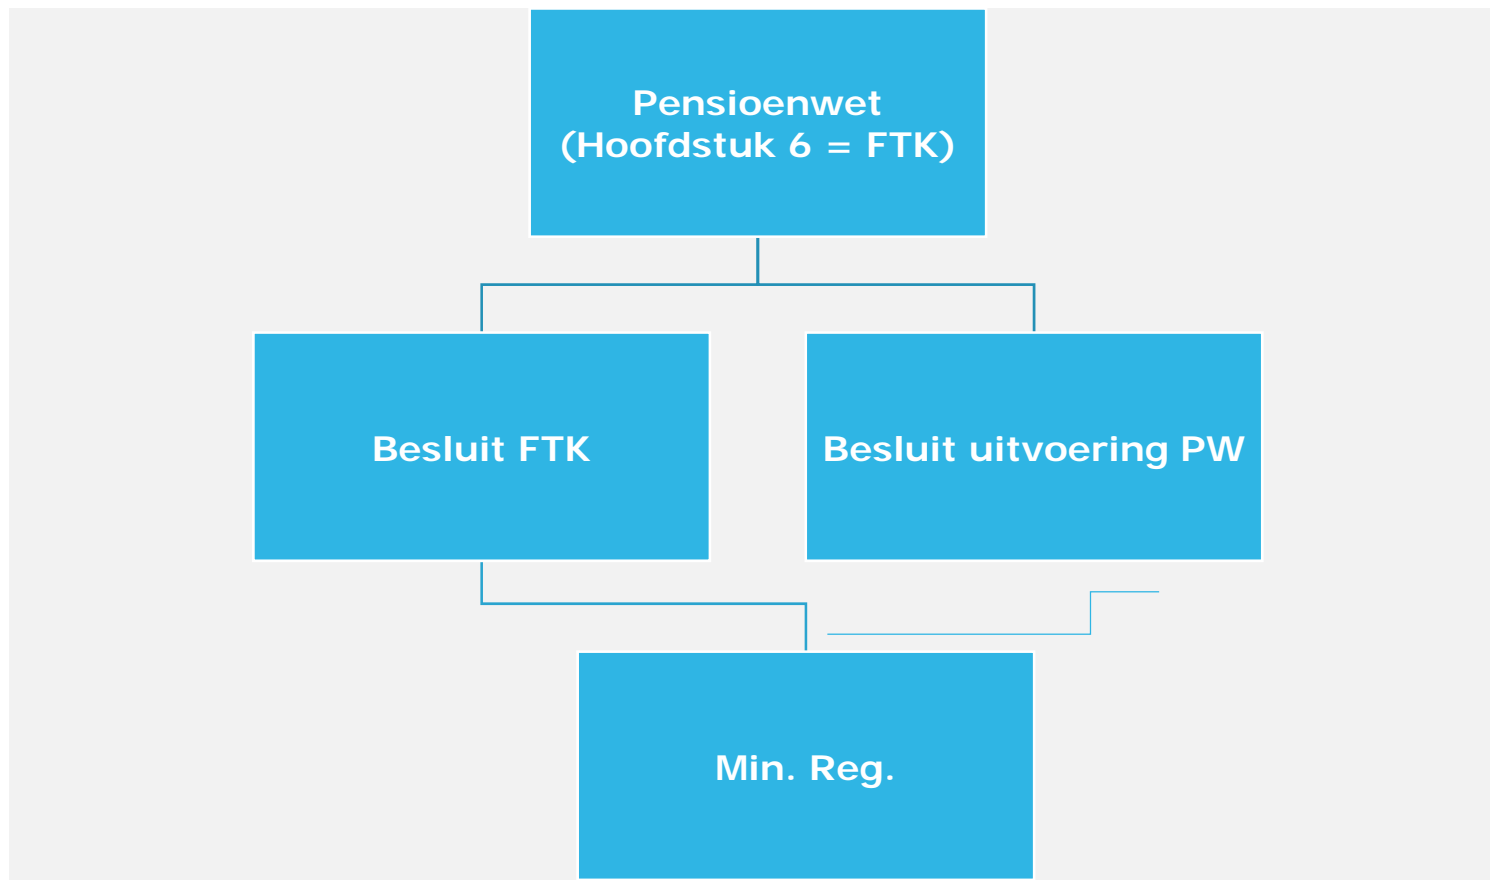 Pensioenwet
(Hoofdstuk 6 = FTK)
Besluit FTK
Besluit uitvoering PW
Min. Reg.